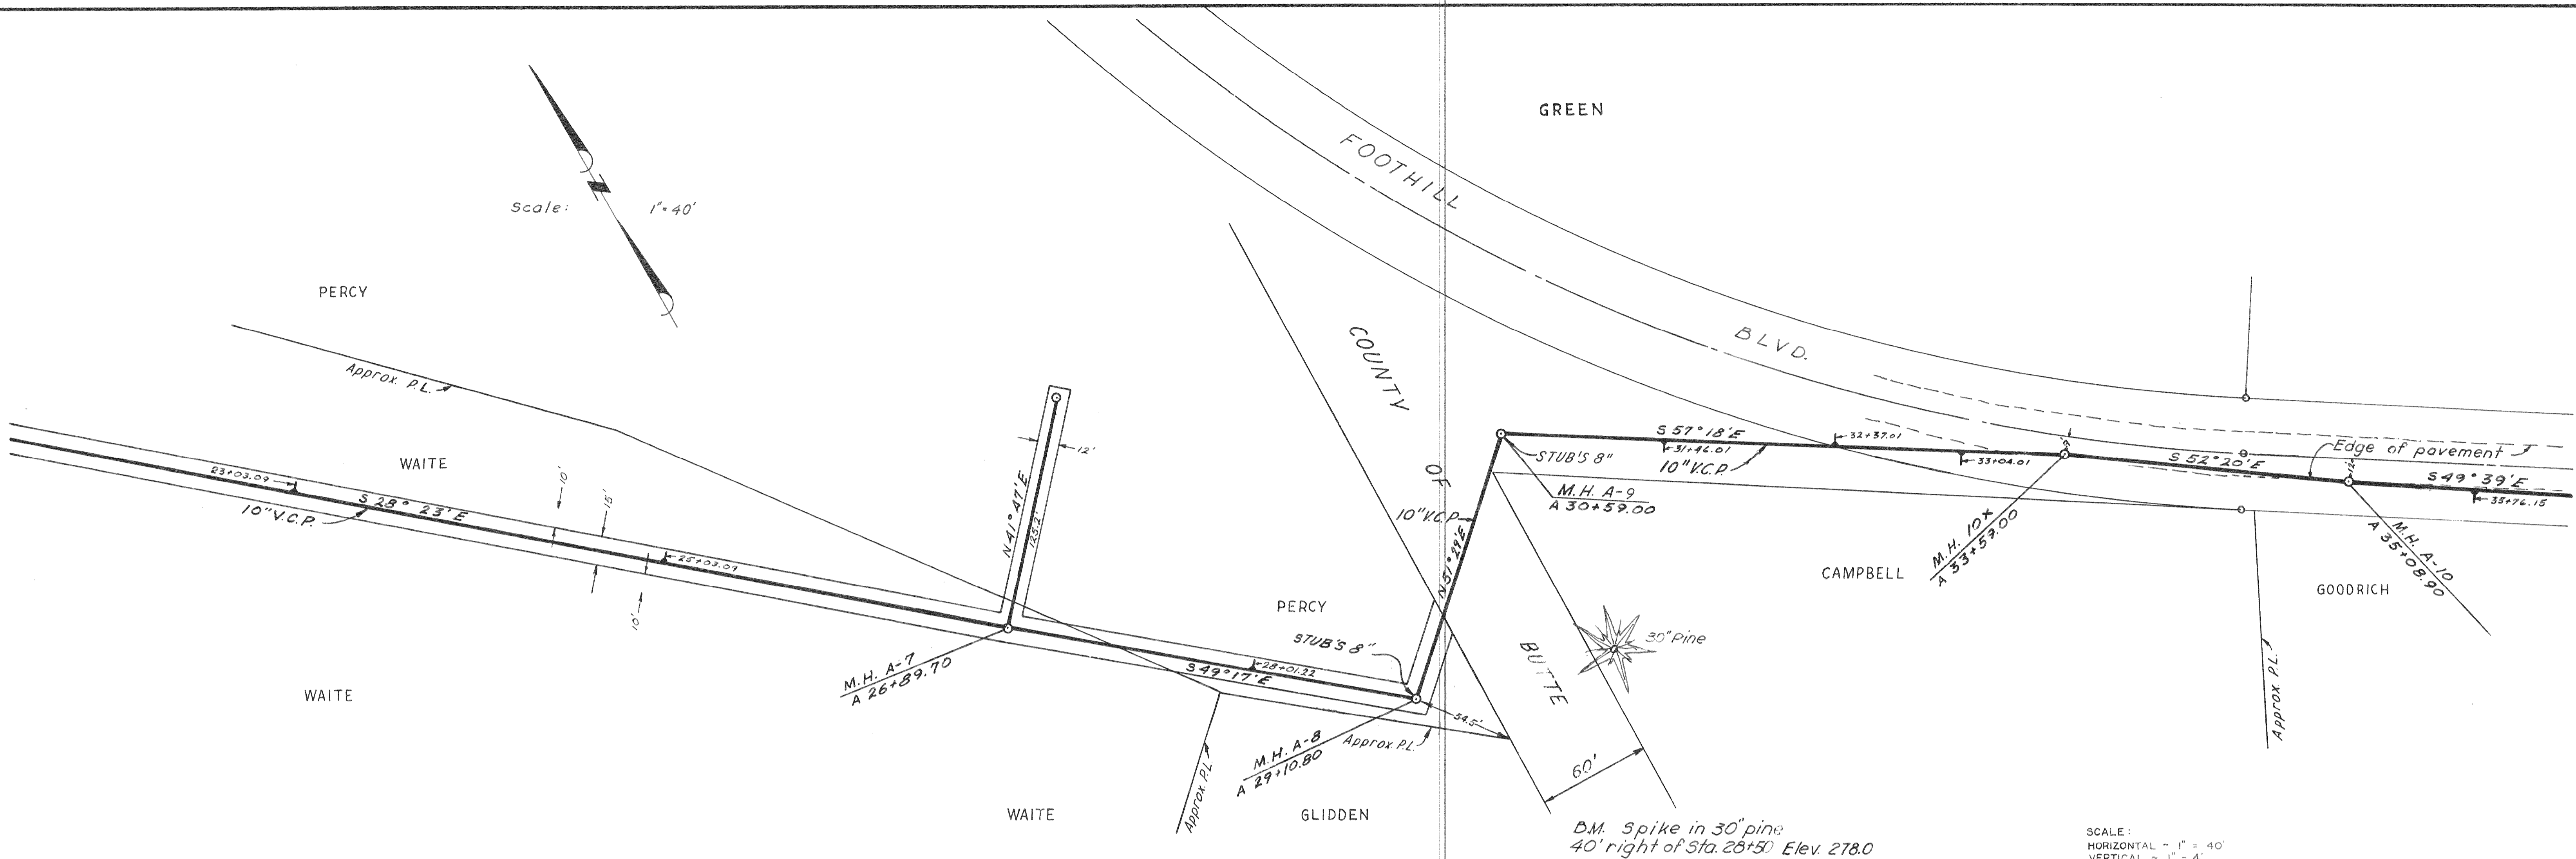 GREEN
FOOTHILL
BLVD.
Scale: 1"=40'
N
PERCY
Approx. P.L.
WAITE
23+03.09
S 28° 23' E
10" V.C.P.
10'
15'
10'
25+03.09
N 41° 47' E
125.2'
12'
M.H. A-7
A 26+89.70
WAITE
PERCY
STUB'S 8"
28+01.22
S 49° 17' E
M.H. A-8
A 29+10.80
54.5'
Approx. P.L.
Approx. P.L.
WAITE
GLIDDEN
COUNTY
OF
BUTTE
60'
10" V.C.P.
N 51° 29' E
STUB'S 8"
M.H. A-9
A 30+59.00
S 57° 18' E
31+46.01
10" V.C.P.
32+37.01
33+04.01
M.H. 10X
A 33+59.00
S 52° 20' E
Edge of pavement
12'
S 49° 39' E
35+76.15
M.H. A-10
A 35+08.90
CAMPBELL
GOODRICH
Approx. P.L.
30" Pine
B.M. Spike in 30" pine
40' right of Sta. 28+50 Elev. 278.0
SCALE:
HORIZONTAL ~ 1" = 40'
VERTICAL ~ 1" = 4'